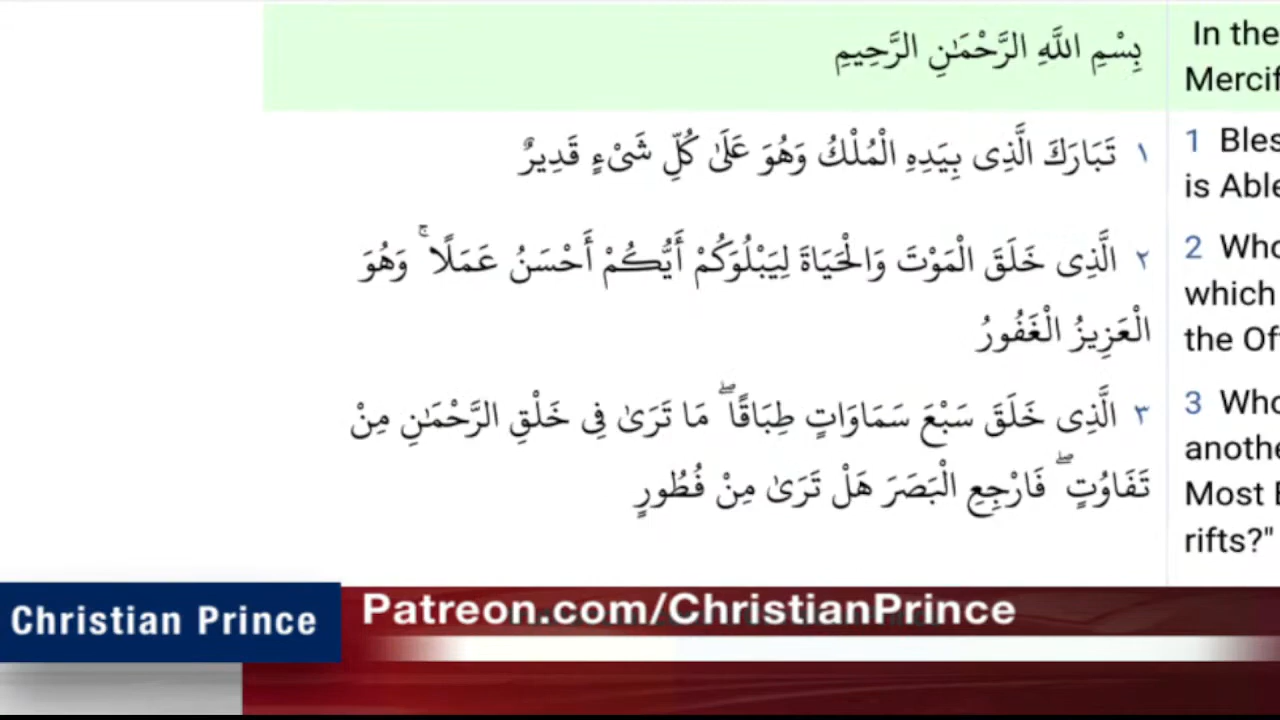 بِسْمِ اللَّهِ الرَّحْمَٰنِ الرَّحِيمِ
١ تَبَارَكَ الَّذِى بِيَدِهِ الْمُلْكُ وَهُوَ عَلَىٰ كُلِّ شَىْءٍ قَدِيرٌ
٢ الَّذِى خَلَقَ الْمَوْتَ وَالْحَيَاةَ لِيَبْلُوَكُمْ أَيُّكُمْ أَحْسَنُ عَمَلًا ۚ وَهُوَ
الْعَزِيزُ الْغَفُورُ
٣ الَّذِى خَلَقَ سَبْعَ سَمَاوَاتٍ طِبَاقًا ۖ مَا تَرَىٰ فِى خَلْقِ الرَّحْمَٰنِ مِنْ
تَفَاوُتٍ ۖ فَارْجِعِ الْبَصَرَ هَلْ تَرَىٰ مِنْ فُطُورٍ
In the
Mercif
1 Bles
is Able
2 Who
which
the Of
3 Who
anothe
Most
rifts?"
Christian Prince
Patreon.com/ChristianPrince